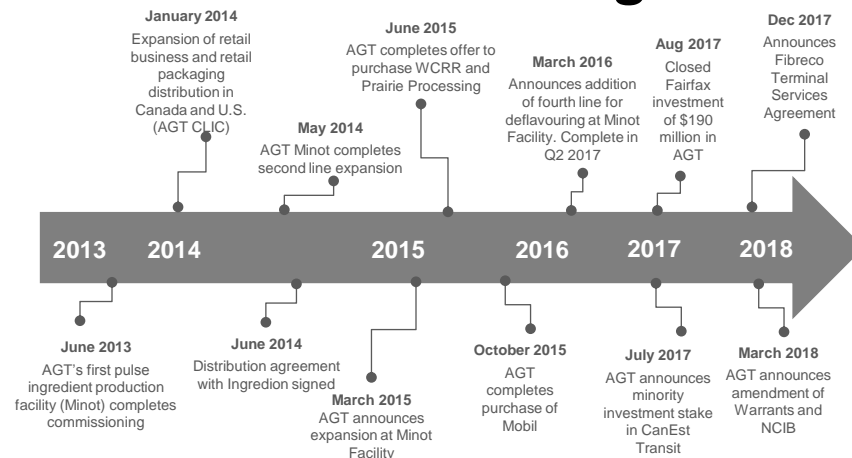 January 2014
Expansion of retail
business and retail
packaging
distribution in
Canada and U.S.
(AGT CLIC)
May 2014
AGT Minot completes
second line expansion
June 2015
AGT completes offer to
purchase WCRR and
Prairie Processing
March 2016
Announces addition
of fourth line for
deflavouring at Minot
Facility. Complete in
Q2 2017
Aug 2017
Closed
Fairfax
investment
of $190
million in
AGT
Dec 2017
Announces
Fibreco
Terminal
Services
Agreement
2013
2014
2015
2016
2017
2018
June 2013
AGT's first pulse
ingredient production
facility (Minot) completes
commissioning
June 2014
Distribution agreement
with Ingredion signed
March 2015
AGT announces
expansion at Minot
Facility
October 2015
AGT
completes
purchase of
Mobil
July 2017
AGT announces
minority
investment stake
in CanEst
Transit
March 2018
AGT announces
amendment of
Warrants and
NCIB